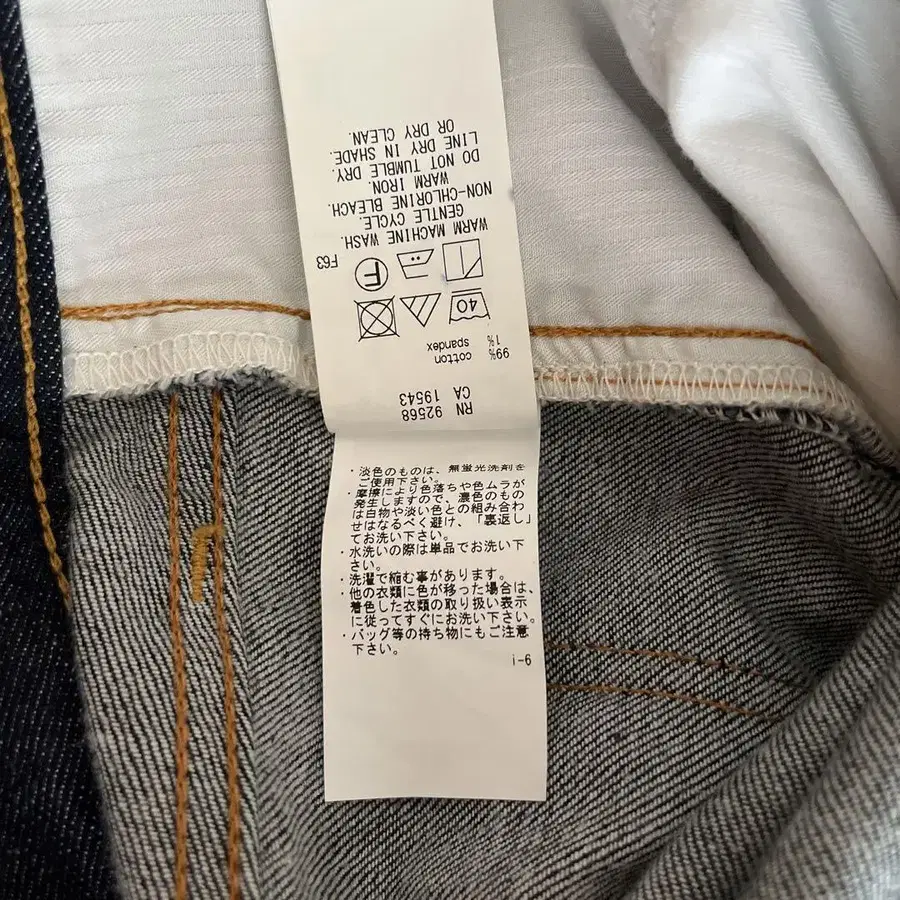 WARM MACHINE WASH.
GENTLE CYCLE.
NON-CHLORINE BLEACH.
WARM IRON.
DO NOT TUMBLE DRY.
LINE DRY IN SHADE.
OR DRY CLEAN.
F63
F
40
99% cotton
1% spandex
RN 92568
CA 19543
・淡色のものは、無蛍光洗剤を
ご使用下さい。
・摩擦により色落ちや色ムラが
発生しますので、濃色のもの
は白物や淡い色との組み合わ
せはなるべく避け、「裏返し」
てお洗い下さい。
・水洗いの際は単品でお洗い下
さい。
・洗濯で縮む事があります。
・他の衣類に色が移った場合は、
着色した衣類の取り扱い表示
に従ってすぐにお洗い下さい。
・バッグ等の持ち物にもご注意
下さい。
i-6